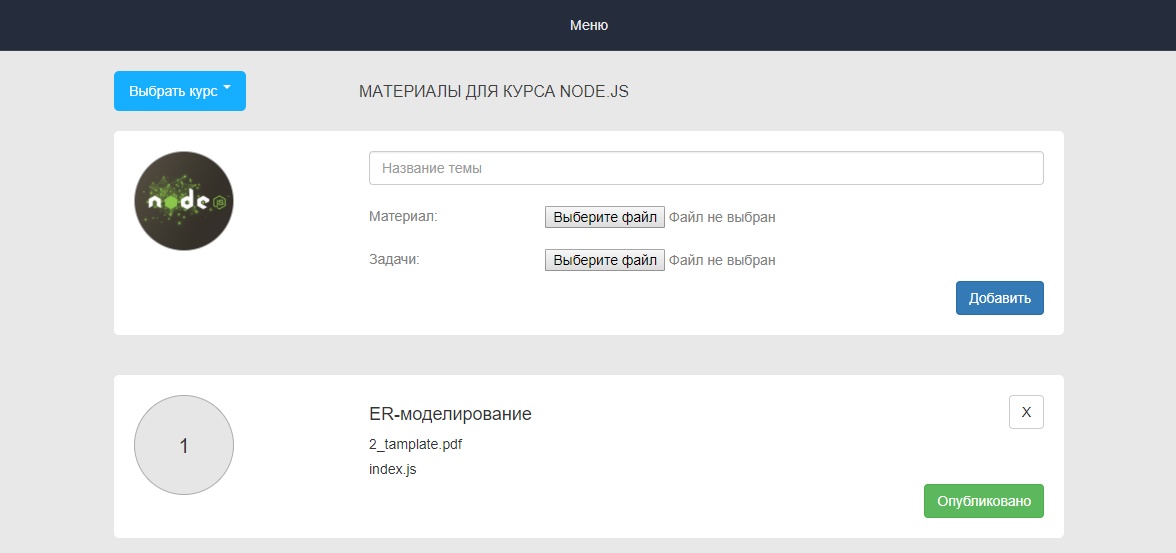 Меню
Выбрать курс
МАТЕРИАЛЫ ДЛЯ КУРСА NODE.JS
node JS
Название темы
Материал: Выберите файл Файл не выбран
Задачи: Выберите файл Файл не выбран
Добавить
1
ER-моделирование
X
2_tamplate.pdf
index.js
Опубликовано